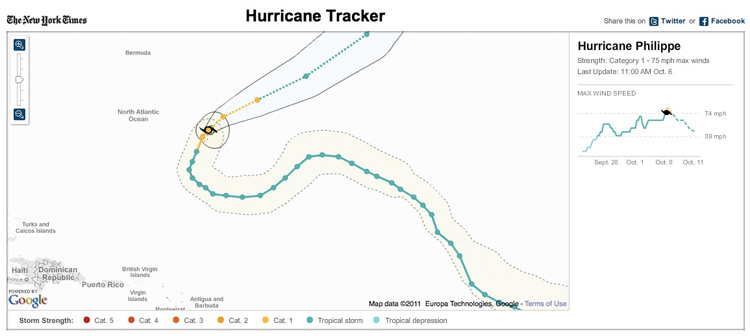 The New York Times
Hurricane Tracker
Share this on Twitter or Facebook
Bermuda
North Atlantic
Ocean
Turks and
Caicos Islands
Haiti
Dominican
Republic
Prince
Puerto Rico
British Virgin
Islands
Virgin
Islands
Antigua and
Barbuda
Montserrat
POWERED BY
Google
Map data ©2011 Europa Technologies, Google - Terms of Use
Hurricane Philippe
Strength: Category 1 - 75 mph max winds
Last Update: 11:00 AM Oct. 6
MAX WIND SPEED
74 mph
39 mph
Sept. 26 Oct. 1 Oct. 6 Oct. 11
Storm Strength: Cat. 5 Cat. 4 Cat. 3 Cat. 2 Cat. 1 Tropical storm Tropical depression